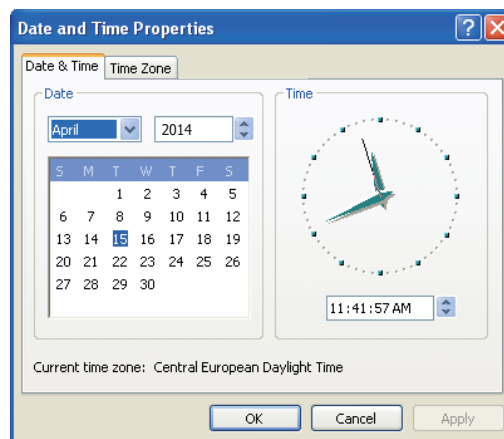 Date and Time Properties
Date & Time Time Zone
Date
April 2014
S M T W T F S
1 2 3 4 5
6 7 8 9 10 11 12
13 14 15 16 17 18 19
20 21 22 23 24 25 26
27 28 29 30
Time
11:41:57 AM
Current time zone: Central European Daylight Time
OK Cancel Apply